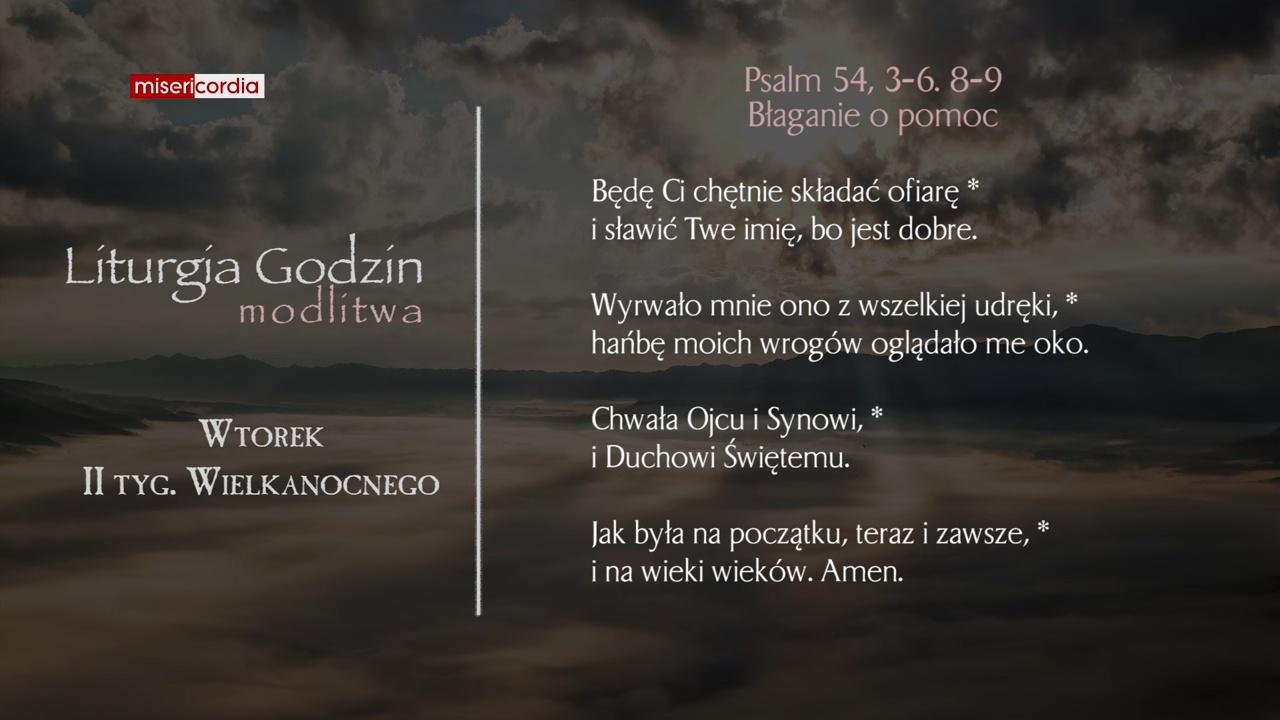 misericordia
Liturgia Godzin
modlitwa
Wtorek
II tyg. Wielkanocnego
Psalm 54, 3-6. 8-9
Błaganie o pomoc
Będę Ci chętnie składać ofiarę *
i sławić Twe imię, bo jest dobre.
Wyrwało mnie ono z wszelkiej udręki, *
hańbę moich wrogów oglądało me oko.
Chwała Ojcu i Synowi, *
i Duchowi Świętemu.
Jak była na początku, teraz i zawsze, *
i na wieki wieków. Amen.